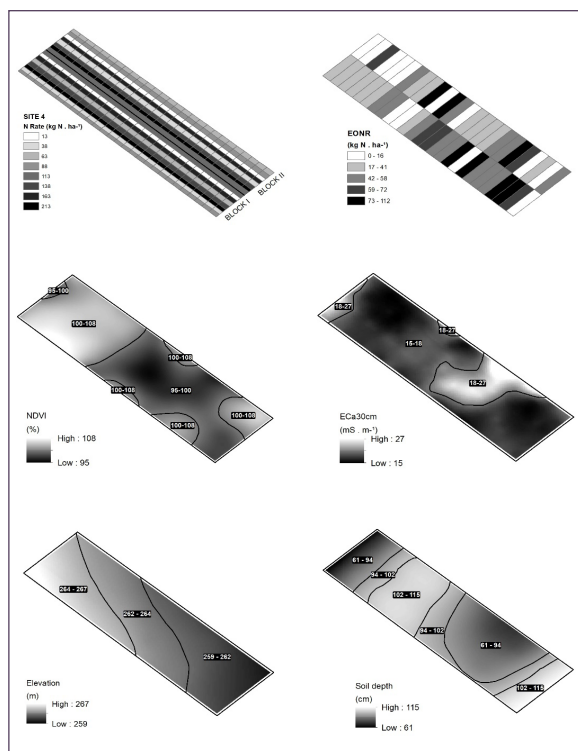 SITE 4
N Rate (kg N . ha⁻¹)
13
38
63
88
113
138
163
213
BLOCK I
BLOCK II
EONR
(kg N . ha⁻¹)
0 - 16
17 - 41
42 - 58
59 - 72
73 - 112
95-100
100-108
100-108
95-100
100-108
100-108
100-108
NDVI
(%)
High : 108
Low : 95
18-27
18-27
15-18
18-27
ECa30cm
(mS . m⁻¹)
High : 27
Low : 15
264 - 267
262 - 264
259 - 262
Elevation
(m)
High : 267
Low : 259
61 - 94
94 - 102
102 - 115
94 - 102
61 - 94
102 - 115
Soil depth
(cm)
High : 115
Low : 61